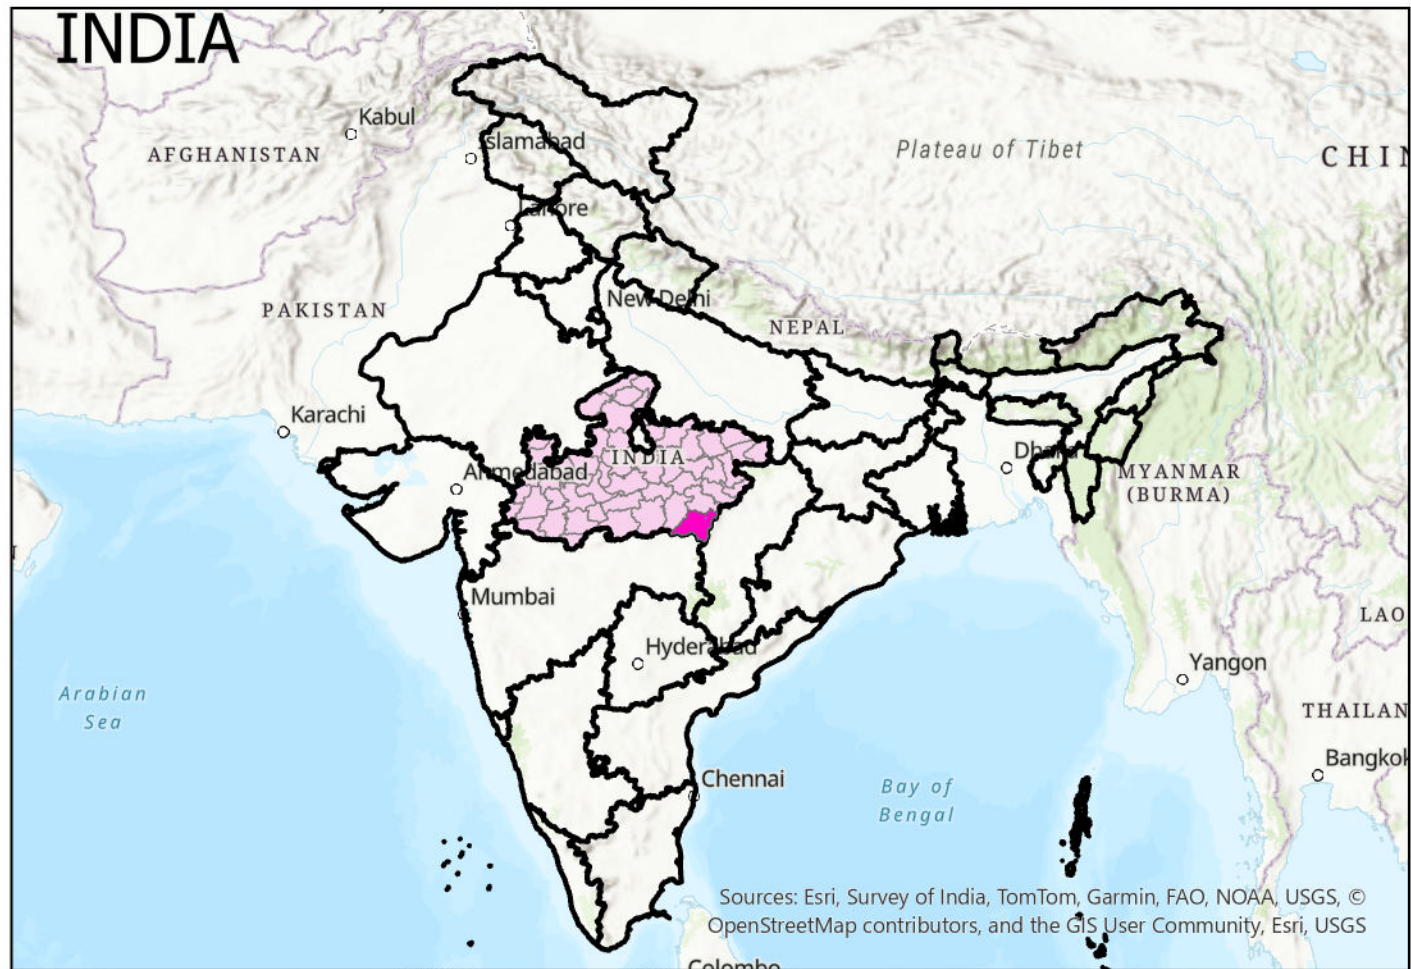 INDIA
Kabul
AFGHANISTAN
Islamabad
Plateau of Tibet
CHIN
Lahore
PAKISTAN
New Delhi
NEPAL
Karachi
INDIA
Dhaka
Ahmedabad
MYANMAR
(BURMA)
Mumbai
LAO
Hyderabad
Yangon
Arabian
Sea
THAILAN
Bangkok
Chennai
Bay of
Bengal
Sources: Esri, Survey of India, TomTom, Garmin, FAO, NOAA, USGS, ©
OpenStreetMap contributors, and the GIS User Community, Esri, USGS
Colombo